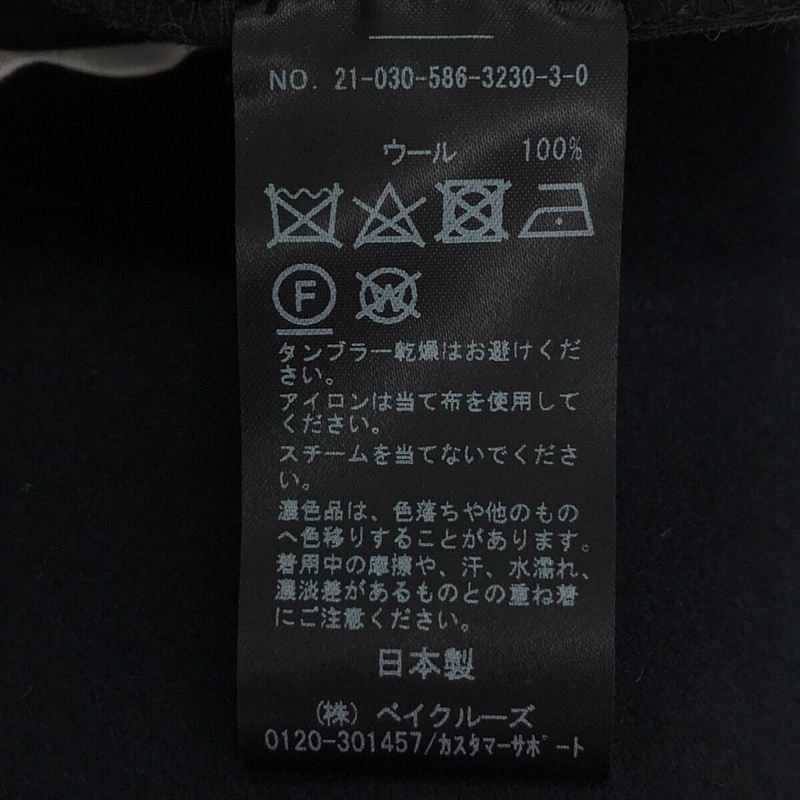 NO. 21-030-586-3230-3-0
ウール 100%
F W
タンブラー乾燥はお避けくだ
さい。
アイロンは当て布を使用して
ください。
スチームを当てないでくださ
い。
濃色品は、色落ちや他のもの
へ色移りすることがあります。
着用中の摩擦や、汗、水濡れ、
濃淡差があるものとの重ね着
にご注意ください。
日本製
(株) ベイクルーズ
0120-301457/カスタマーサポート